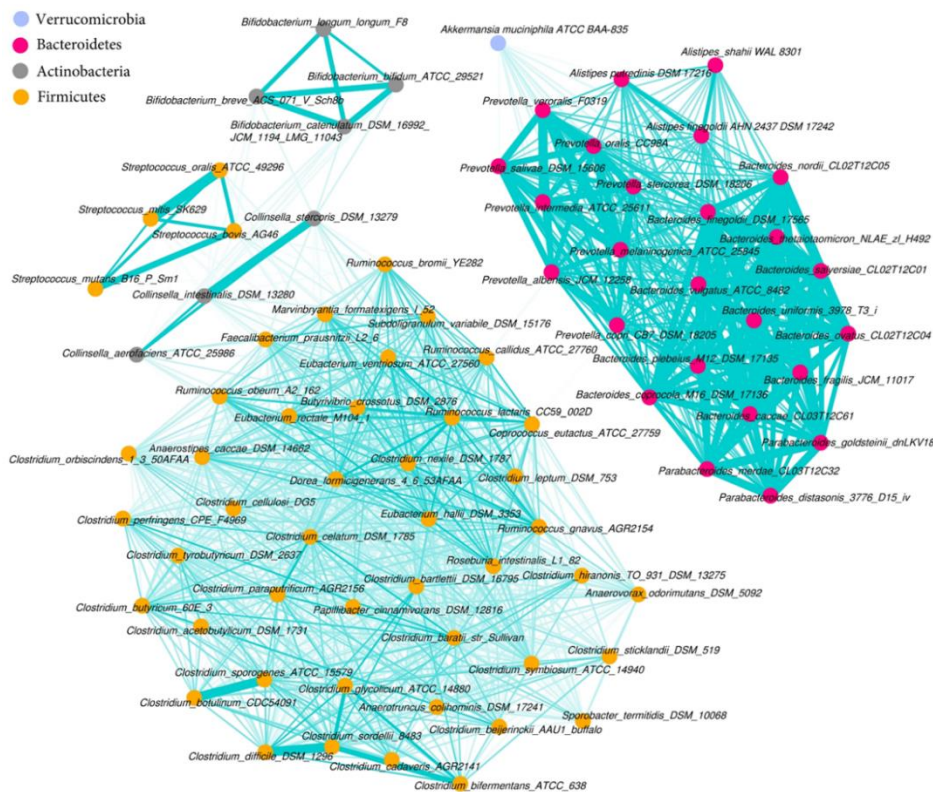 Verrucomicrobia
Bacteroidetes
Actinobacteria
Firmicutes
Bifidobacterium_longum_longum_F8
Bifidobacterium_bifidum_ATCC_29521
Bifidobacterium_breve_ACS_071_V_Sch8b
Bifidobacterium_catenulatum_DSM_16992_
JCM_1194_LMG_11043
Streptococcus_oralis_ATCC_49296
Streptococcus_mitis_SK629
Streptococcus_bovis_AG46
Streptococcus_mutans_B16_P_Sm1
Collinsella_stercoris_DSM_13279
Collinsella_intestinalis_DSM_13280
Collinsella_aerofaciens_ATCC_25986
Akkermansia muciniphila ATCC BAA-835
Alistipes_shahii WAL 8301
Alistipes putredinis DSM 17216
Prevotella_veroralis_F0319
Alistipes finegoldii AHN 2437 DSM 17242
Prevotella_oralis_CC98A
Prevotella_salivae_DSM_15606
Bacteroides_nordii_CL02T12C05
Prevotella_stercorea_DSM_18206
Prevotella_intermedia_ATCC_25611
Bacteroides_finegoldii_DSM_17565
Bacteroides_thetaiotaomicron_NLAE_zl_H492
Prevotella_melaninogenica_ATCC_25845
Bacteroides_salyersiae_CL02T12C01
Prevotella_albensis_JCM_12258
Bacteroides_vulgatus_ATCC_8482
Bacteroides_uniformis_3978_T3_i
Prevotella_copri_CB7_DSM_18205
Bacteroides_ovatus_CL02T12C04
Bacteroides_plebeius_M12_DSM_17135
Bacteroides_fragilis_JCM_11017
Bacteroides_coprocola_M16_DSM_17136
Bacteroides_caccae_CL03T12C61
Parabacteroides_goldsteinii_dnLKV18
Parabacteroides_merdae_CL03T12C32
Parabacteroides_distasonis_3776_D15_iv
Ruminococcus_bromii_YE282
Marvinbryantia_formatexigens_I_52
Subdoligranulum_variabile_DSM_15176
Faecalibacterium_prausnitzii_L2_6
Ruminococcus_callidus_ATCC_27760
Eubacterium_ventriosum_ATCC_27560
Ruminococcus_obeum_A2_162
Butyrivibrio_crossotus_DSM_2876
Eubacterium_rectale_M104_1
Ruminococcus_lactaris_CC59_002D
Coprococcus_eutactus_ATCC_27759
Anaerostipes_caccae_DSM_14662
Clostridium_orbiscindens_1_3_50AFAA
Clostridium_nexile_DSM_1787
Dorea_formicigenerans_4_6_53AFAA
Clostridium_leptum_DSM_753
Clostridium_cellulosi_DG5
Clostridium_perfringens_CPE_F4969
Eubacterium_hallii_DSM_3353
Ruminococcus_gnavus_AGR2154
Clostridium_celatum_DSM_1785
Clostridium_tyrobutyricum_DSM_2637
Roseburia_intestinalis_L1_82
Clostridium_hiranonis_TO_931_DSM_13275
Clostridium_bartlettii_DSM_16795
Clostridium_paraputrificum_AGR2156
Anaerovorax_odorimutans_DSM_5092
Clostridium_butyricum_60E_3
Papillibacter_cinnamivorans_DSM_12816
Clostridium_acetobutylicum_DSM_1731
Clostridium_baratii_str_Sullivan
Clostridium_sticklandii_DSM_519
Clostridium_sporogenes_ATCC_15579
Clostridium_symbiosum_ATCC_14940
Clostridium_glycolicum_ATCC_14880
Clostridium_botulinum_CDC54091
Anaerofruncus_colihominis_DSM_17241
Sporobacter_termitidis_DSM_10068
Clostridium_beijerinckii_AAU1_buffalo
Clostridium_sordellii_8483
Clostridium_difficile_DSM_1296
Clostridium_cadaveris_AGR2141
Clostridium_bifermentans_ATCC_638